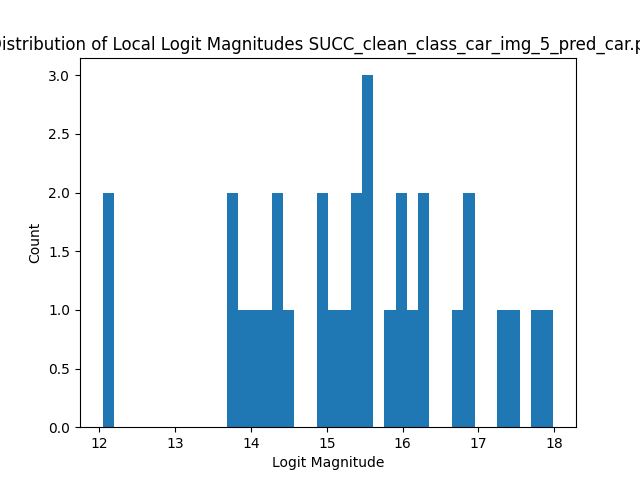 Distribution of Local Logit Magnitudes SUCC_clean_class_car_img_5_pred_car.p
3.0
2.5
2.0
1.5
1.0
0.5
0.0
Count
12 13 14 15 16 17 18
Logit Magnitude